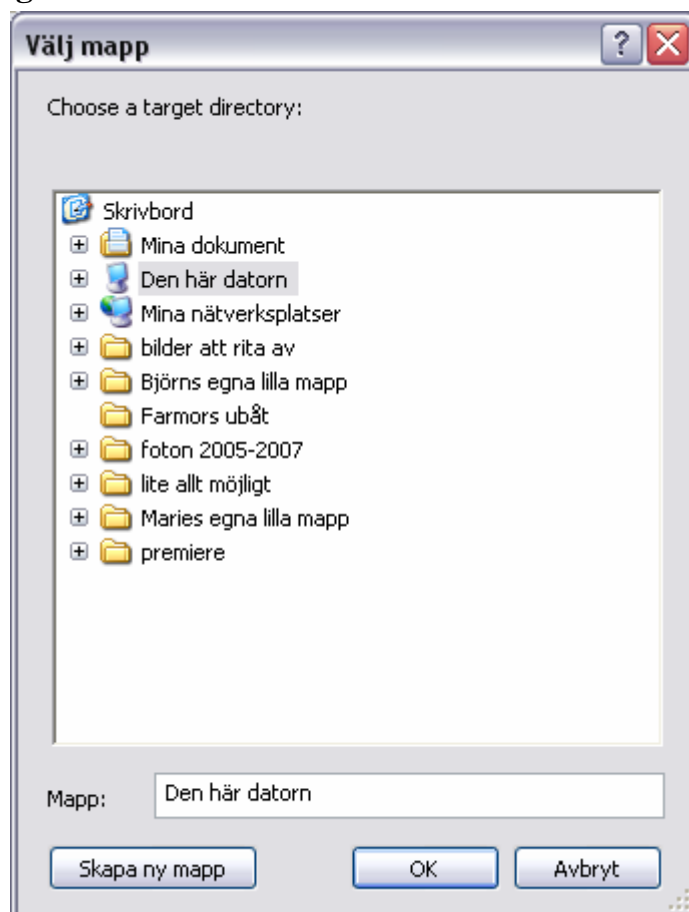 Välj mapp
Choose a target directory:
Skrivbord
Mina dokument
Den här datorn
Mina nätverksplatser
bilder att rita av
Björns egna lilla mapp
Farmors ubåt
foton 2005-2007
lite allt möjligt
Maries egna lilla mapp
premiere
Mapp: Den här datorn
Skapa ny mapp OK Avbryt